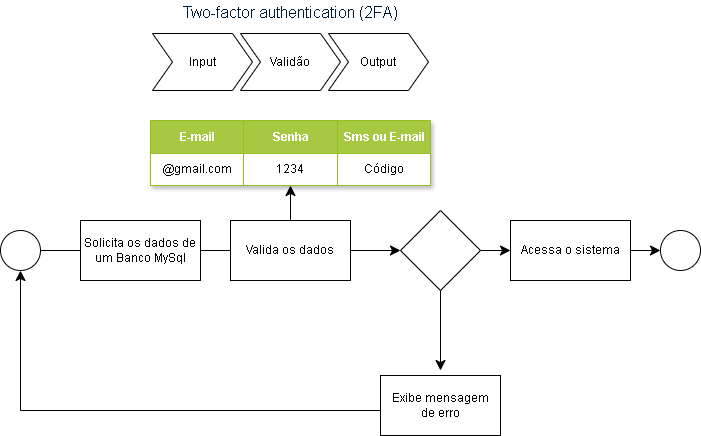 Two-factor authentication (2FA)
Input
Validão
Output
E-mail
Senha
Sms ou E-mail
@gmail.com
1234
Código
Solicita os dados de
um Banco MySql
Valida os dados
Acessa o sistema
Exibe mensagem
de erro